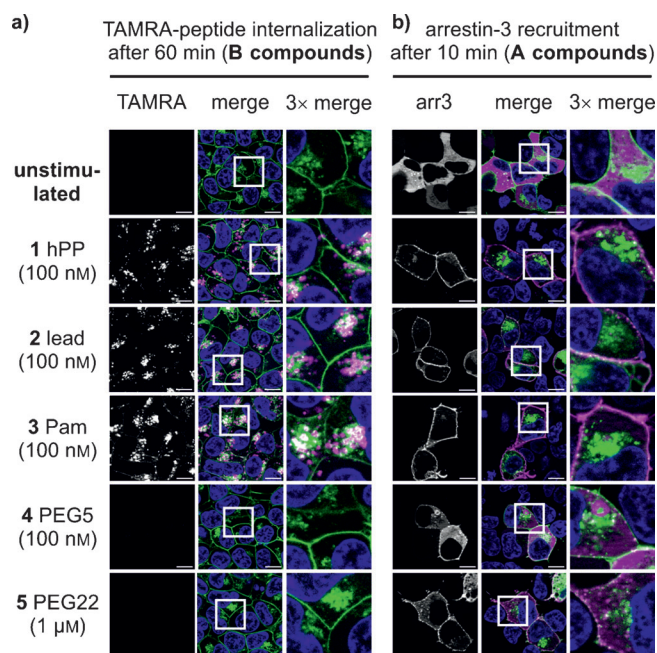 a)
TAMRA-peptide internalization
after 60 min (B compounds)
TAMRA merge 3× merge
b)
arrestin-3 recruitment
after 10 min (A compounds)
arr3 merge 3× merge
unstimu-
lated
1 hPP
(100 nM)
2 lead
(100 nM)
3 Pam
(100 nM)
4 PEG5
(100 nM)
5 PEG22
(1 µM)